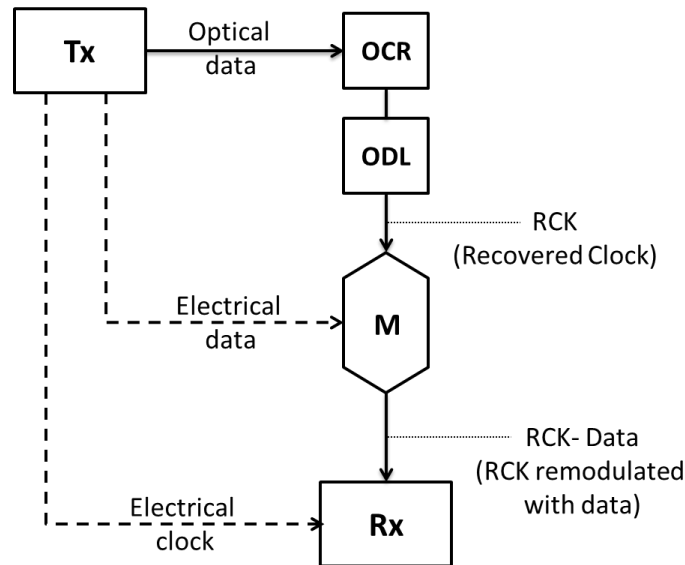 Tx
Optical
data
OCR
ODL
RCK
(Recovered Clock)
Electrical
data
M
RCK- Data
(RCK remodulated
with data)
Electrical
clock
Rx